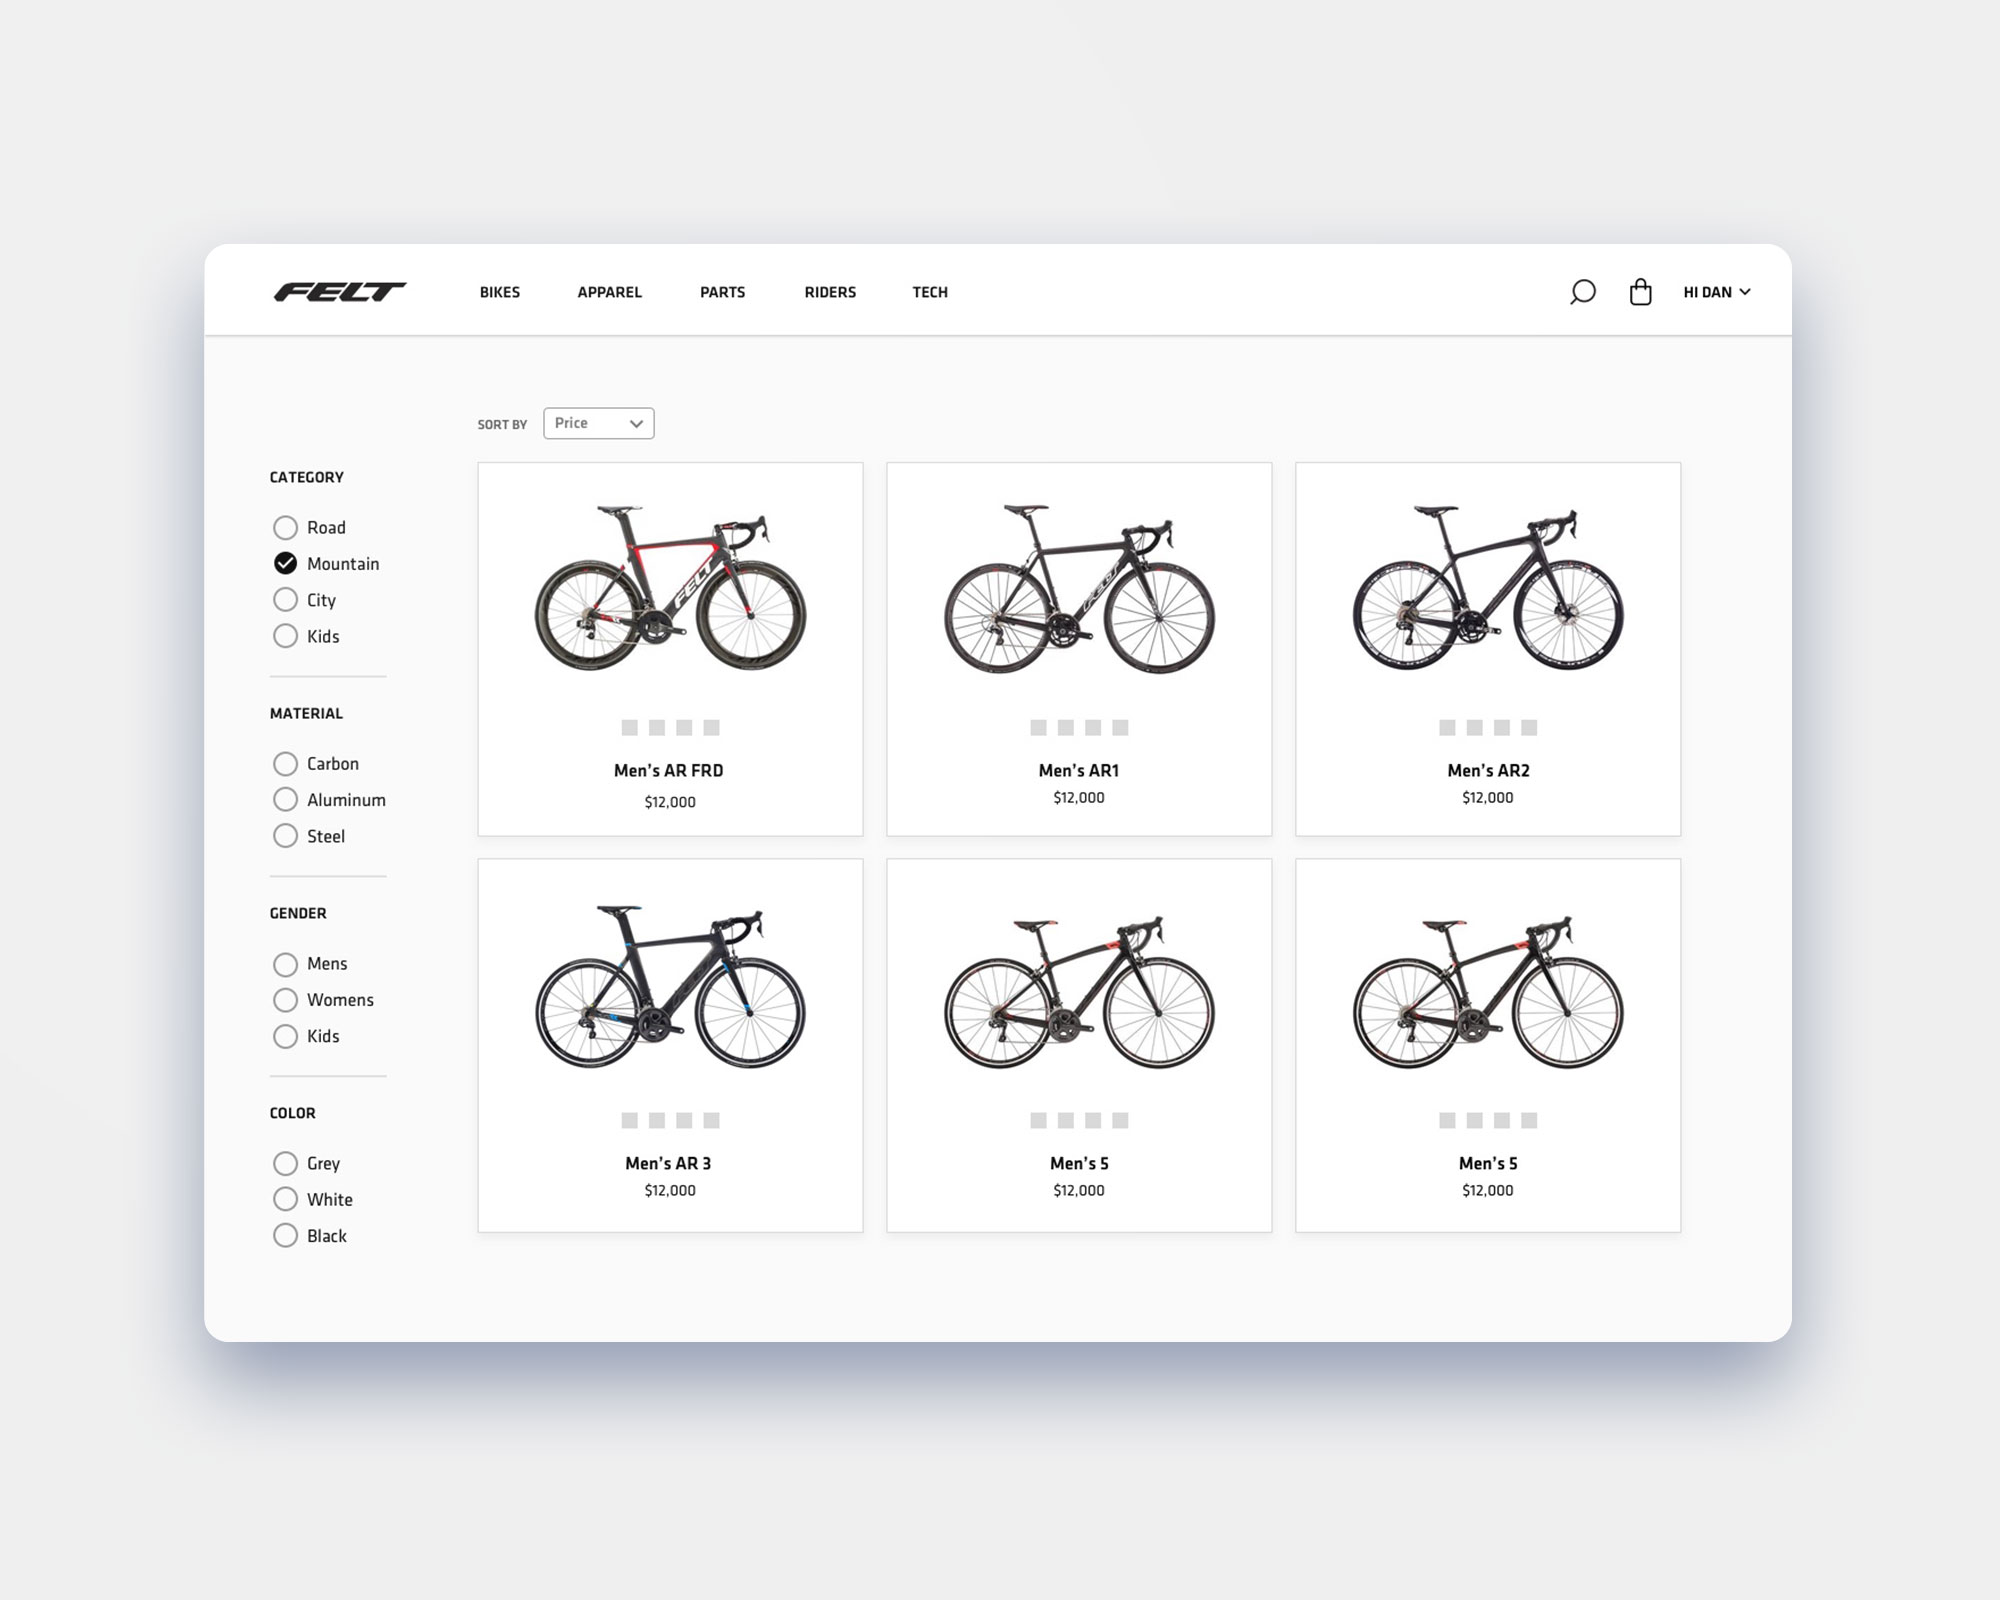 FELT
BIKES APPAREL PARTS RIDERS TECH
HI DAN
SORT BY Price
CATEGORY
Road
Mountain
City
Kids
MATERIAL
Carbon
Aluminum
Steel
GENDER
Mens
Womens
Kids
COLOR
Grey
White
Black
FELT
Men’s AR FRD
$12,000
FELT
Men’s AR1
$12,000
Men’s AR2
$12,000
Men’s AR 3
$12,000
Men’s 5
$12,000
Men’s 5
$12,000